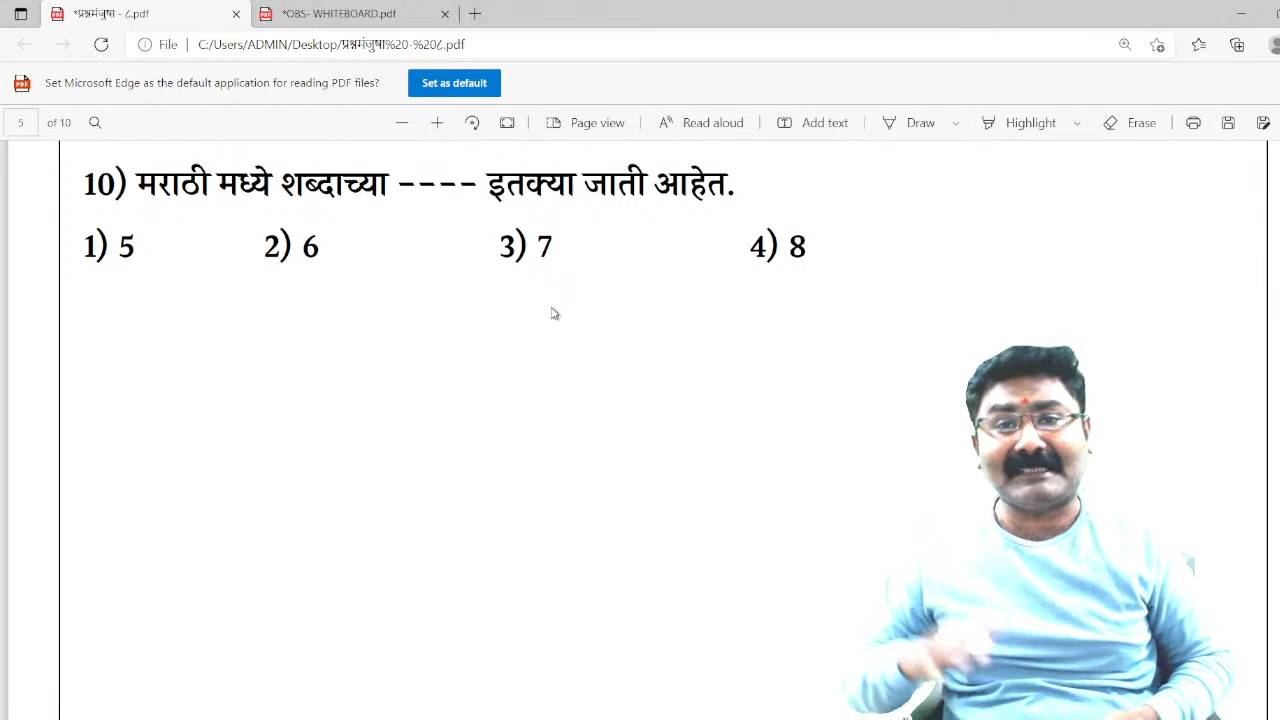 *प्रश्नमंजुषा - ८.pdf
*OBS- WHITEBOARD.pdf
File
C:/Users/ADMIN/Desktop/प्रश्नमंजुषा%20-%20८.pdf
Set Microsoft Edge as the default application for reading PDF files?
Set as default
5 of 10
Page view
Read aloud
Add text
Draw
Highlight
Erase
10) मराठी मध्ये शब्दाच्या ---- इतक्या जाती आहेत.
1) 5 2) 6 3) 7 4) 8